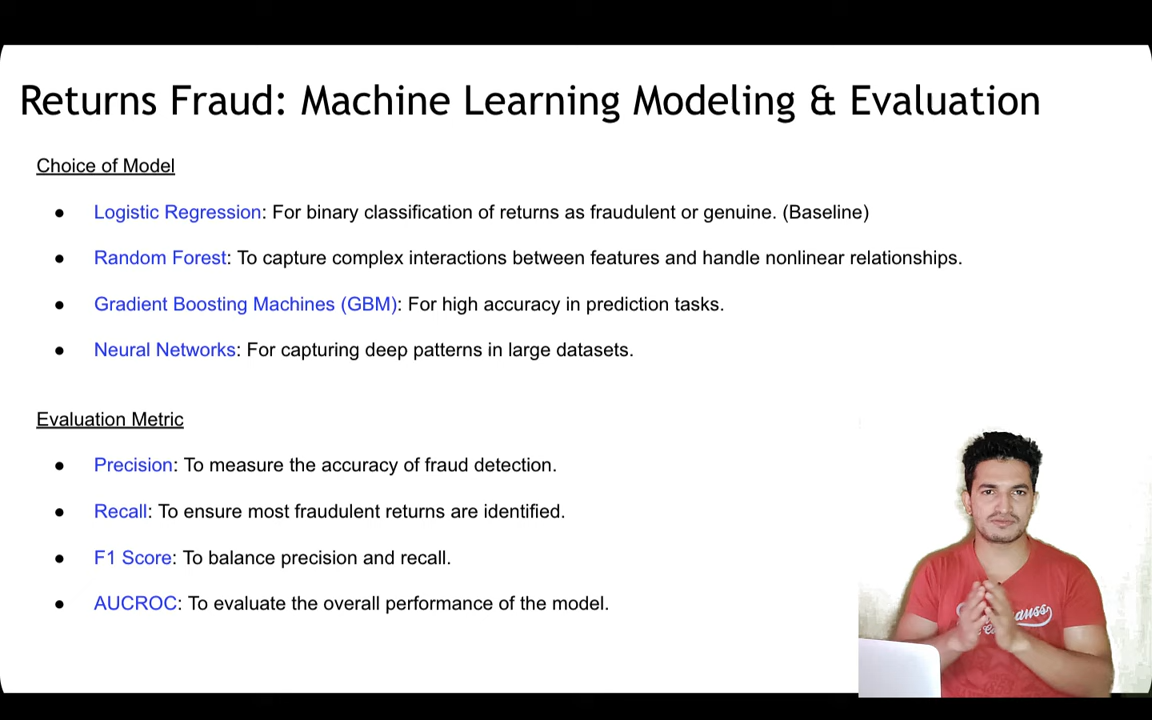 Returns Fraud: Machine Learning Modeling & Evaluation
Choice of Model
● Logistic Regression: For binary classification of returns as fraudulent or genuine. (Baseline)
● Random Forest: To capture complex interactions between features and handle nonlinear relationships.
● Gradient Boosting Machines (GBM): For high accuracy in prediction tasks.
● Neural Networks: For capturing deep patterns in large datasets.
Evaluation Metric
● Precision: To measure the accuracy of fraud detection.
● Recall: To ensure most fraudulent returns are identified.
● F1 Score: To balance precision and recall.
● AUCROC: To evaluate the overall performance of the model.